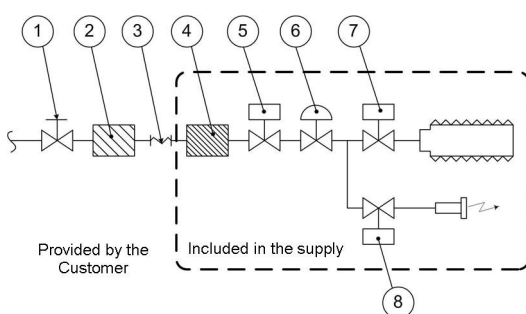 1
2
3
4
5
6
7
8
Provided by the
Customer
Included in the supply